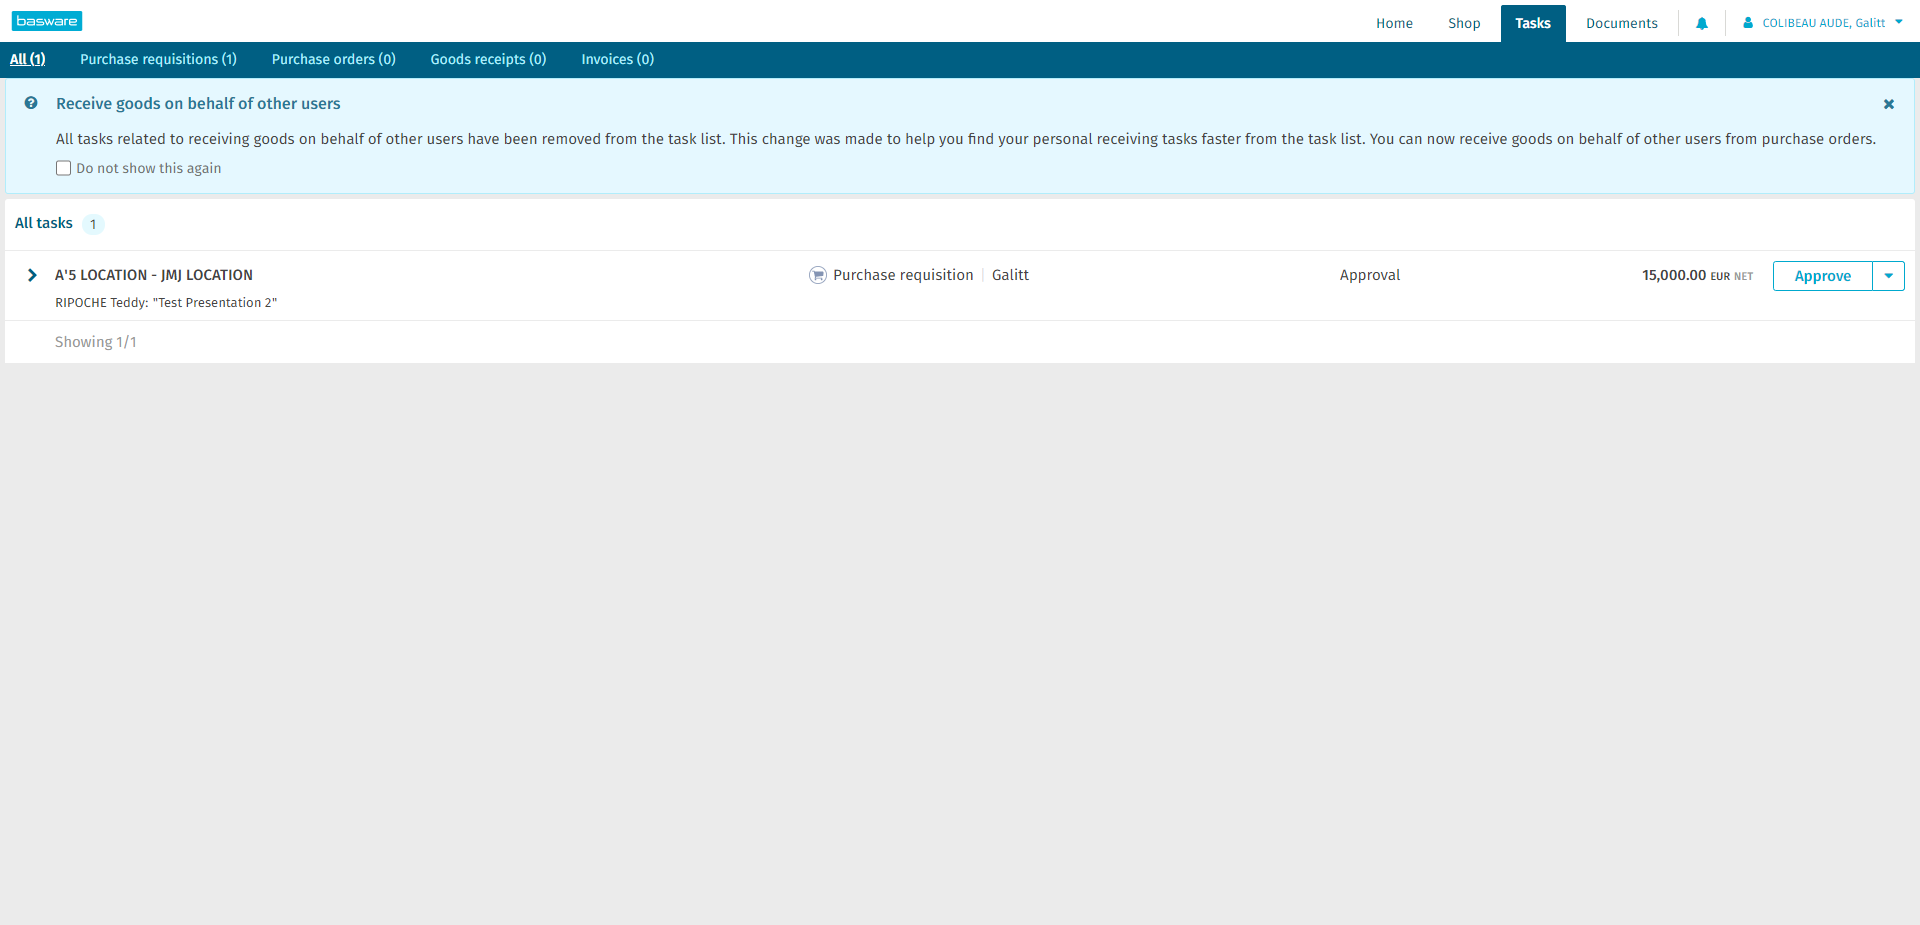 basware
Home Shop Tasks Documents COLIBEAU AUDE, Galitt
All (1) Purchase requisitions (1) Purchase orders (0) Goods receipts (0) Invoices (0)
Receive goods on behalf of other users
All tasks related to receiving goods on behalf of other users have been removed from the task list. This change was made to help you find your personal receiving tasks faster from the task list. You can now receive goods on behalf of other users from purchase orders.
Do not show this again
All tasks 1
A'5 LOCATION - JMJ LOCATION Purchase requisition Galitt Approval 15,000.00 EUR NET Approve
RIPOCHE Teddy: "Test Presentation 2"
Showing 1/1